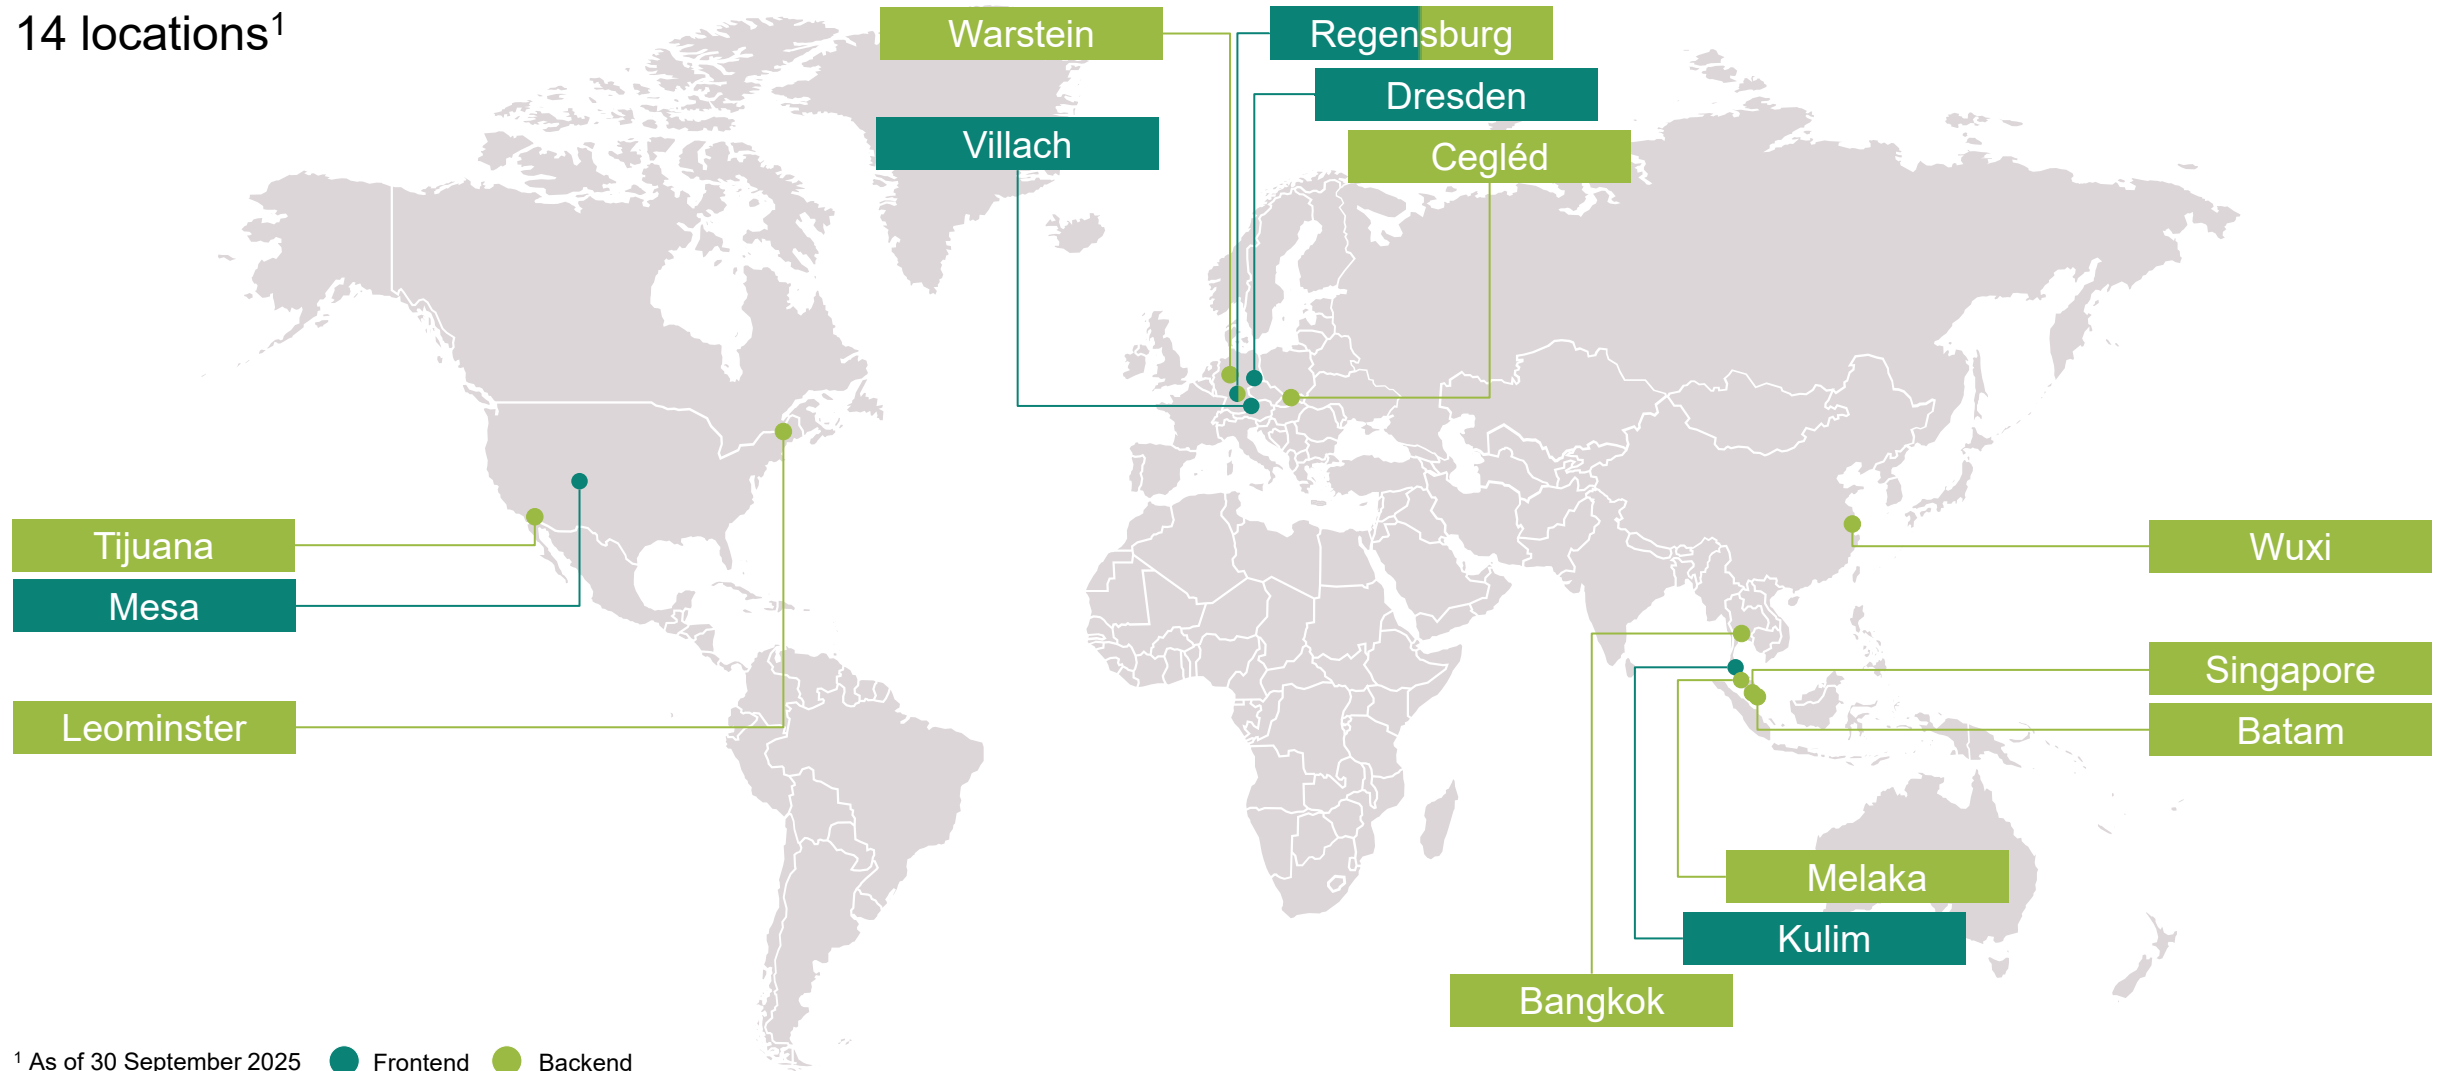 14 locations¹
Warstein
Regensburg
Dresden
Villach
Cegléd
Tijuana
Mesa
Leominster
Wuxi
Singapore
Batam
Melaka
Kulim
Bangkok
¹ As of 30 September 2025 Frontend Backend